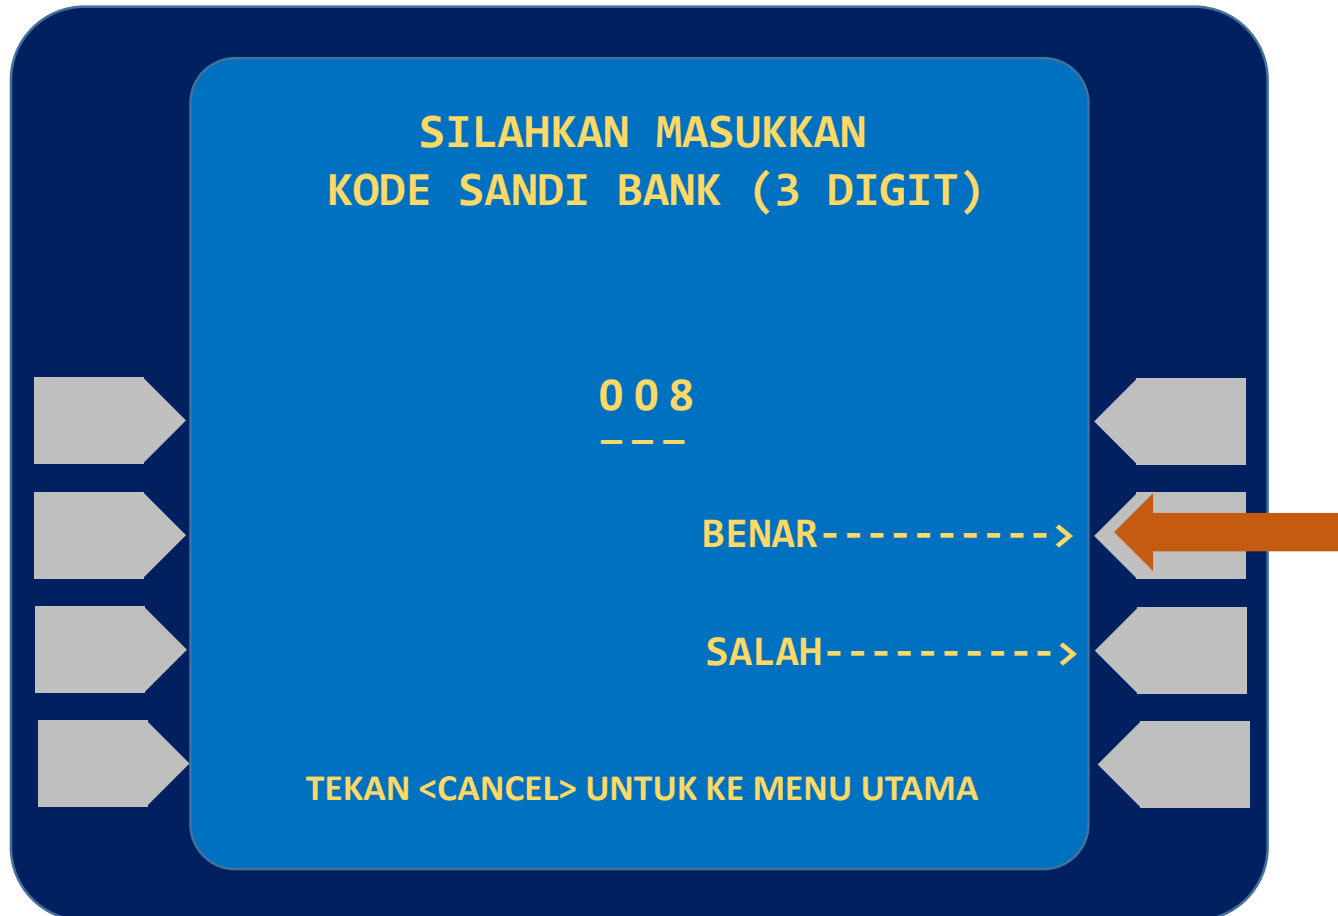 SILAHKAN MASUKKAN
KODE SANDI BANK (3 DIGIT)
008
---
BENAR---------->
SALAH---------->
TEKAN <CANCEL> UNTUK KE MENU UTAMA